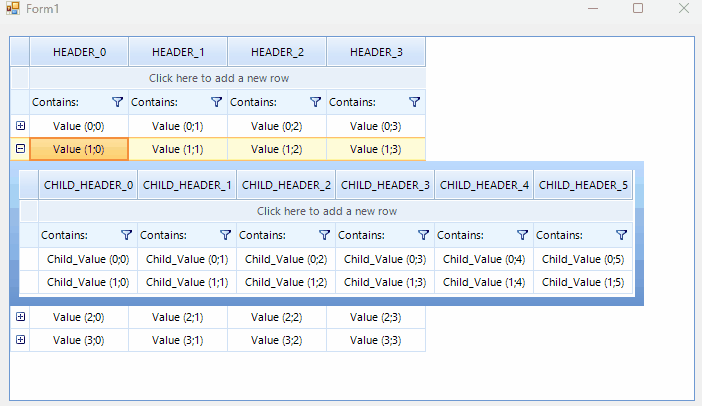 Form1
HEADER_0 HEADER_1 HEADER_2 HEADER_3
Click here to add a new row
Contains: Contains: Contains: Contains:
Value (0;0) Value (0;1) Value (0;2) Value (0;3)
Value (1;0) Value (1;1) Value (1;2) Value (1;3)
CHILD_HEADER_0 CHILD_HEADER_1 CHILD_HEADER_2 CHILD_HEADER_3 CHILD_HEADER_4 CHILD_HEADER_5
Click here to add a new row
Contains: Contains: Contains: Contains: Contains: Contains:
Child_Value (0;0) Child_Value (0;1) Child_Value (0;2) Child_Value (0;3) Child_Value (0;4) Child_Value (0;5)
Child_Value (1;0) Child_Value (1;1) Child_Value (1;2) Child_Value (1;3) Child_Value (1;4) Child_Value (1;5)
Value (2;0) Value (2;1) Value (2;2) Value (2;3)
Value (3;0) Value (3;1) Value (3;2) Value (3;3)